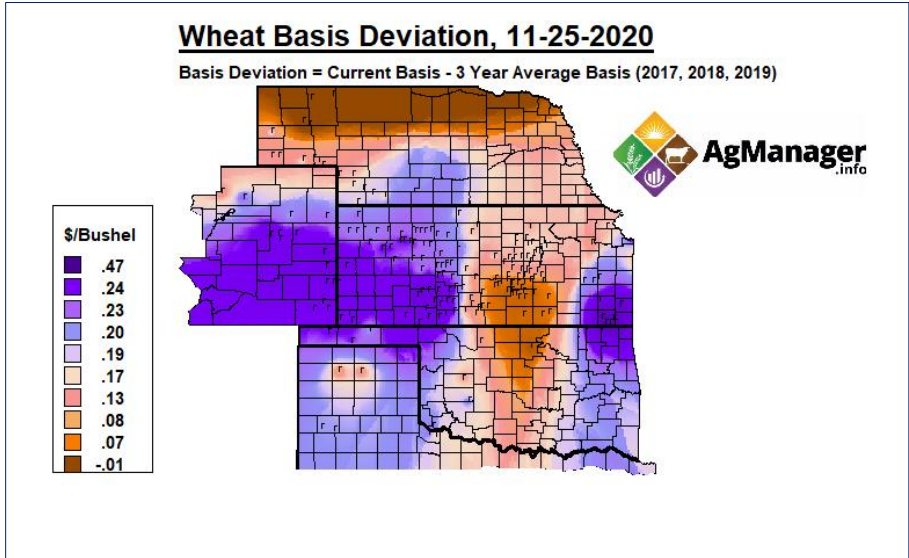 Wheat Basis Deviation, 11-25-2020
Basis Deviation = Current Basis - 3 Year Average Basis (2017, 2018, 2019)
AgManager
.info
$/Bushel
.47
.24
.23
.20
.19
.17
.13
.08
.07
-.01